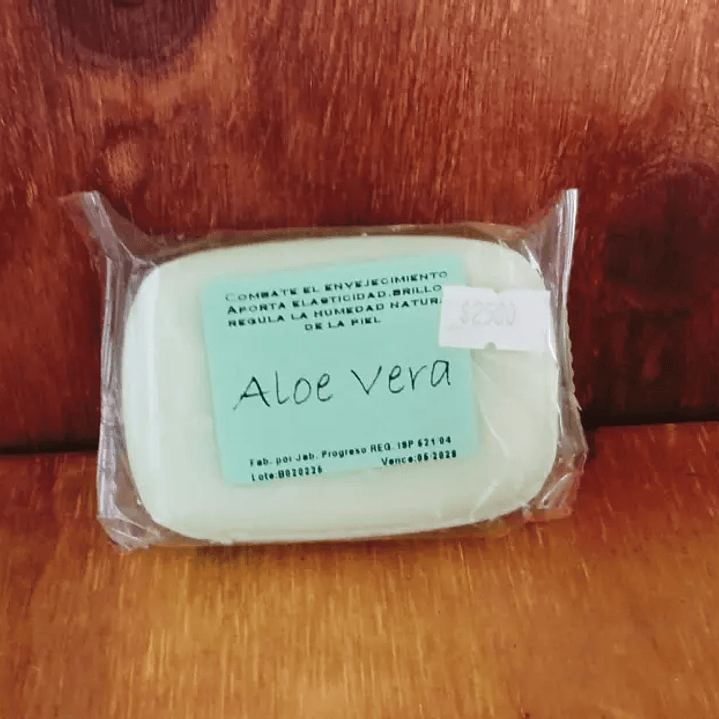 COMBATE EL ENVEJECIMIENTO
APORTA ELASTICIDAD, BRILLO
REGULA LA HUMEDAD NATURA
DE LA PIEL
$2500
Aloe Vera
Fab. por Jab. Progreso REG. ISP 621 04
Lote:B020226 Vence:06/2028